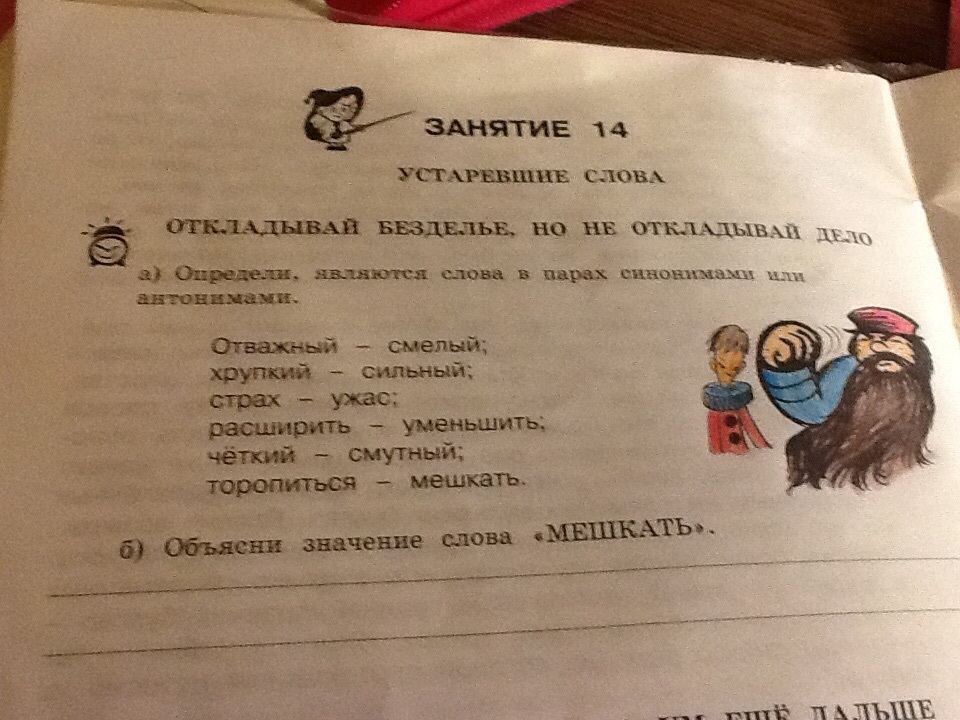 ЗАНЯТИЕ 14
УСТАРЕВШИЕ СЛОВА
ОТКЛАДЫВАЙ БЕЗДЕЛЬЕ, НО НЕ ОТКЛАДЫВАЙ ДЕЛО
а) Определи, являются слова в парах синонимами или
антонимами.
Отважный – смелый;
хрупкий – сильный;
страх – ужас;
расширить – уменьшить;
чёткий – смутный;
торопиться – мешкать.
б) Объясни значение слова «МЕШКАТЬ».
ЕЩЁ ДАЛЬШЕ